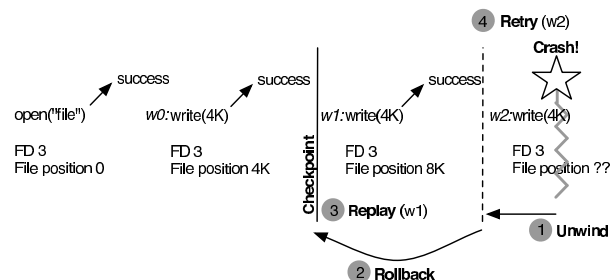 4 Retry (w2)
Crash!
success
success
success
open("file")
w0:write(4K)
w1:write(4K)
w2:write(4K)
FD 3
File position 0
FD 3
File position 4K
Checkpoint
FD 3
File position 8K
FD 3
File position ??
3 Replay (w1)
1 Unwind
2 Rollback